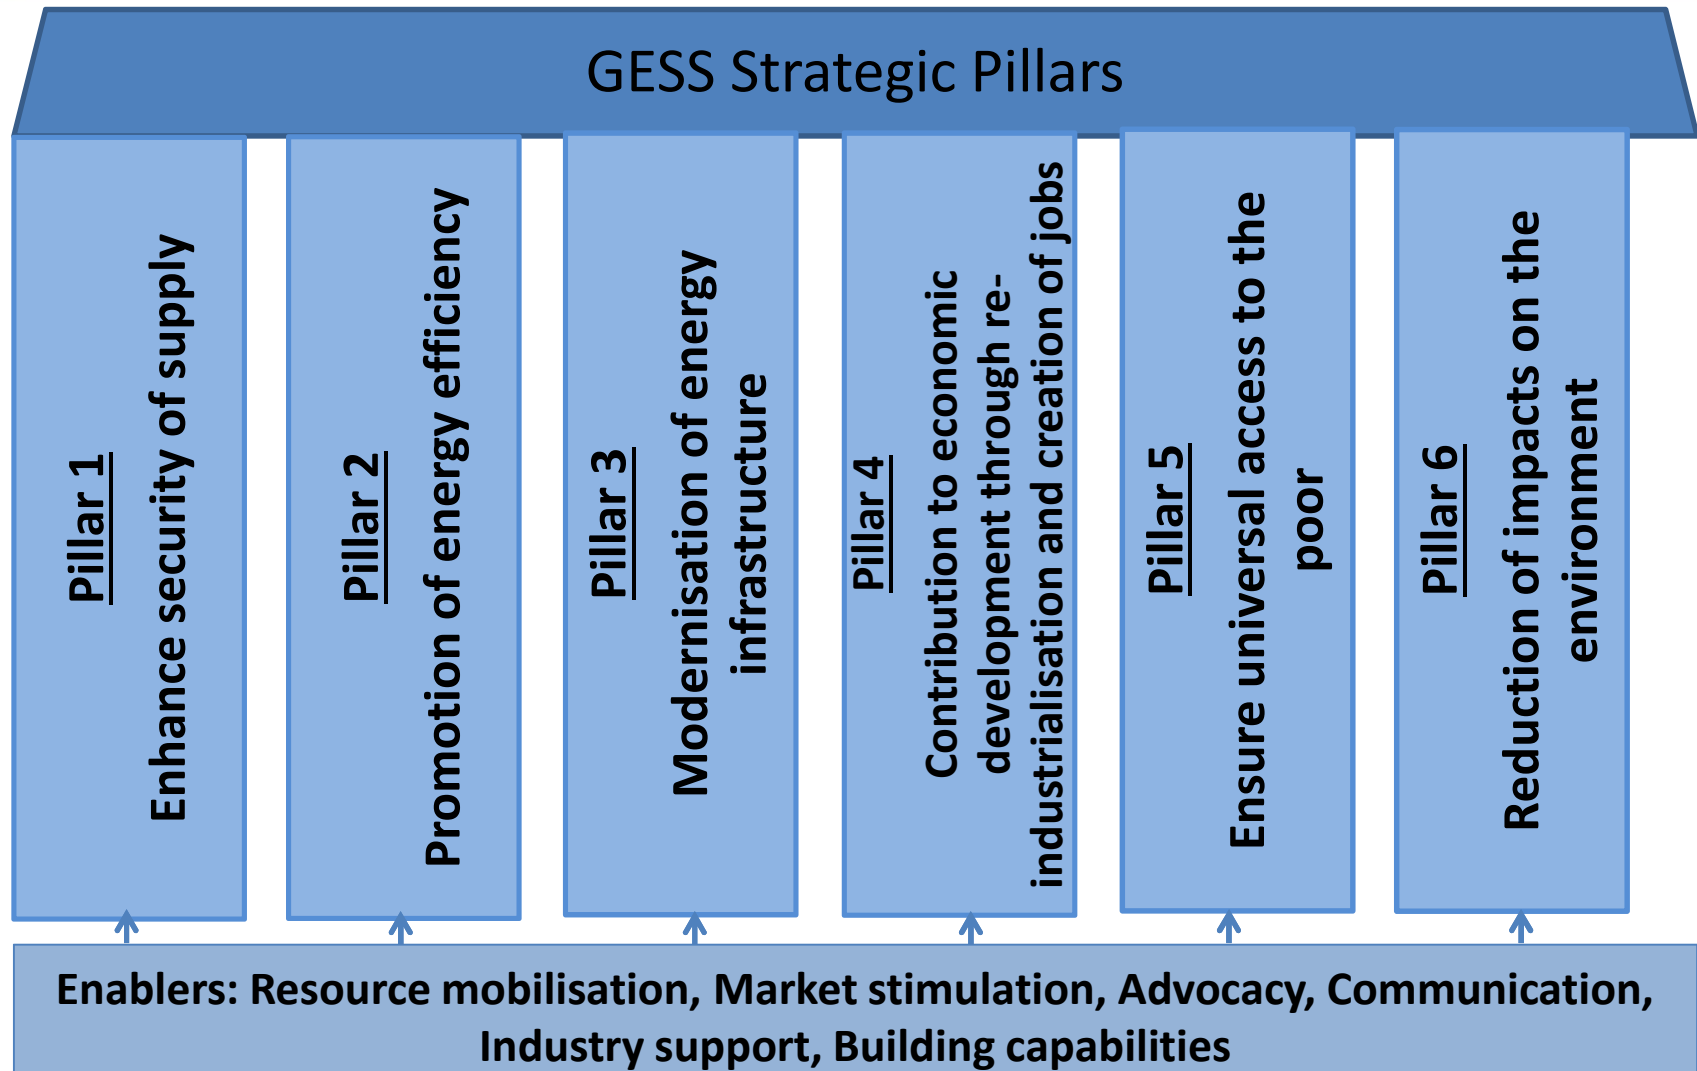 GESS Strategic Pillars
Pillar 1
Enhance security of supply
Pillar 2
Promotion of energy efficiency
Pillar 3
Modernisation of energy
infrastructure
Pillar 4
Contribution to economic
development through re-
industrialisation and creation of jobs
Pillar 5
Ensure universal access to the
poor
Pillar 6
Reduction of impacts on the
environment
Enablers: Resource mobilisation, Market stimulation, Advocacy, Communication,
Industry support, Building capabilities